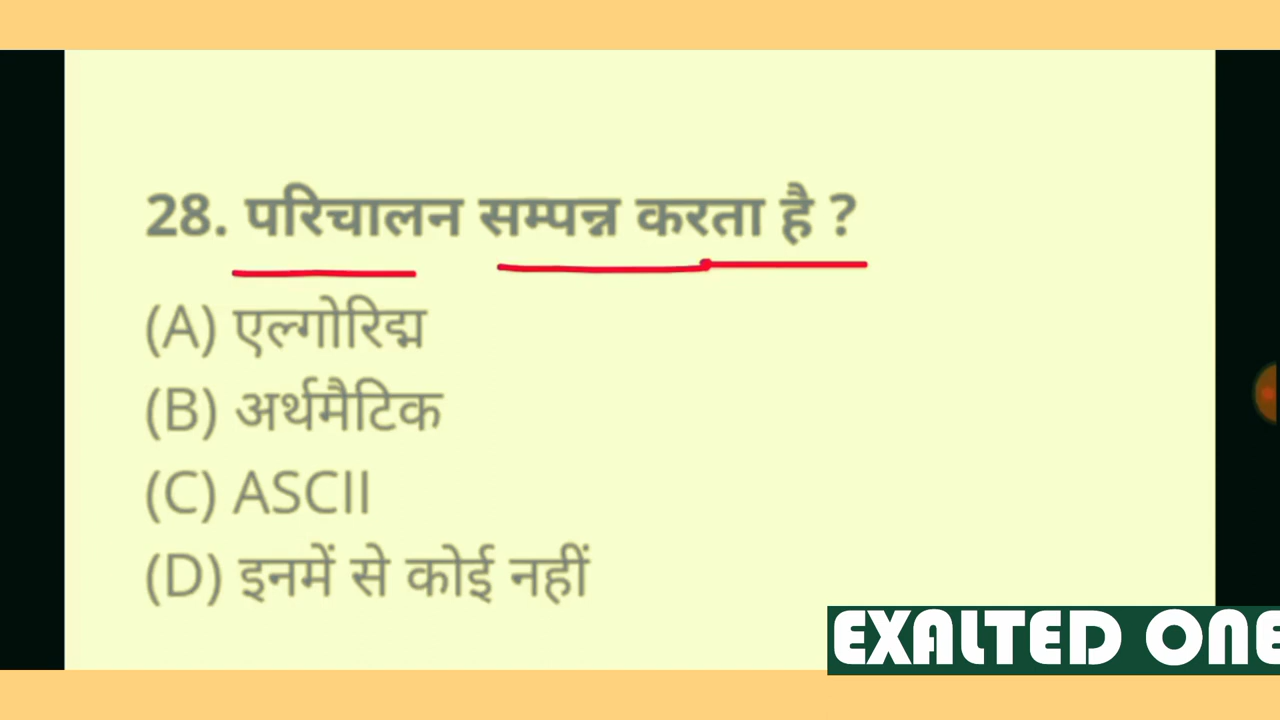 28. परिचालन सम्पन्न करता है ?
(A) एल्गोरिद्म
(B) अर्थमैटिक
(C) ASCII
(D) इनमें से कोई नहीं
EXALTED ONE